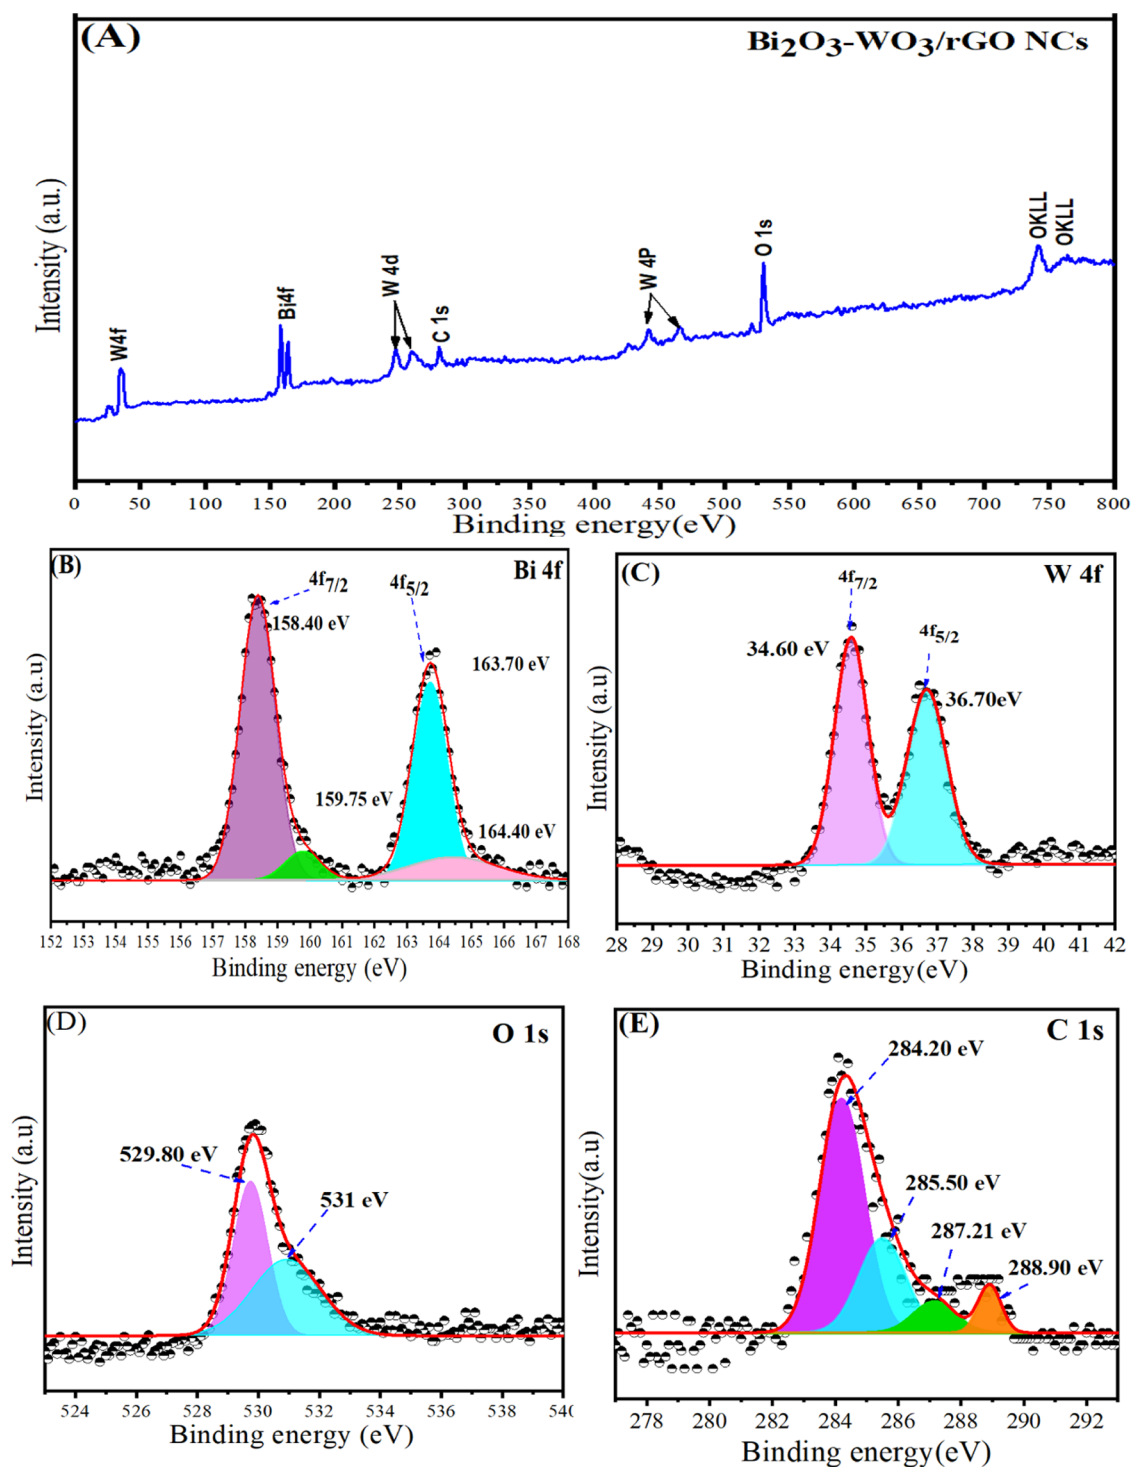 (A)
Bi₂O₃-WO₃/rGO NCs
Intensity (a.u.)
W4f
Bi4f
W 4d
C 1s
W 4P
O 1s
OKLL
OKLL
0 50 100 150 200 250 300 350 400 450 500 550 600 650 700 750 800
Binding energy(eV)
(B)
Bi 4f
4f7/2
158.40 eV
4f5/2
163.70 eV
159.75 eV
164.40 eV
Intensity (a.u)
152 153 154 155 156 157 158 159 160 161 162 163 164 165 166 167 168
Binding energy (eV)
(C)
W 4f
4f7/2
34.60 eV
4f5/2
36.70eV
Intensity (a.u)
28 29 30 31 32 33 34 35 36 37 38 39 40 41 42
Binding energy(eV)
(D)
O 1s
529.80 eV
531 eV
Intensity (a.u)
524 526 528 530 532 534 536 538 540
Binding energy (eV)
(E)
C 1s
284.20 eV
285.50 eV
287.21 eV
288.90 eV
Intensity(a.u)
278 280 282 284 286 288 290 292
Binding energy(eV)